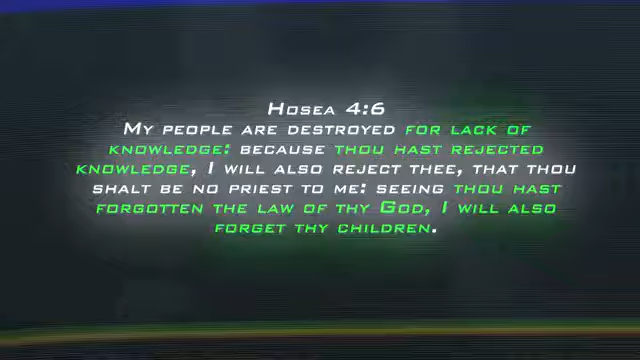 Hosea 4:6
My people are destroyed for lack of
knowledge: because thou hast rejected
knowledge, I will also reject thee, that thou
shalt be no priest to me: seeing thou hast
forgotten the law of thy God, I will also
forget thy children.